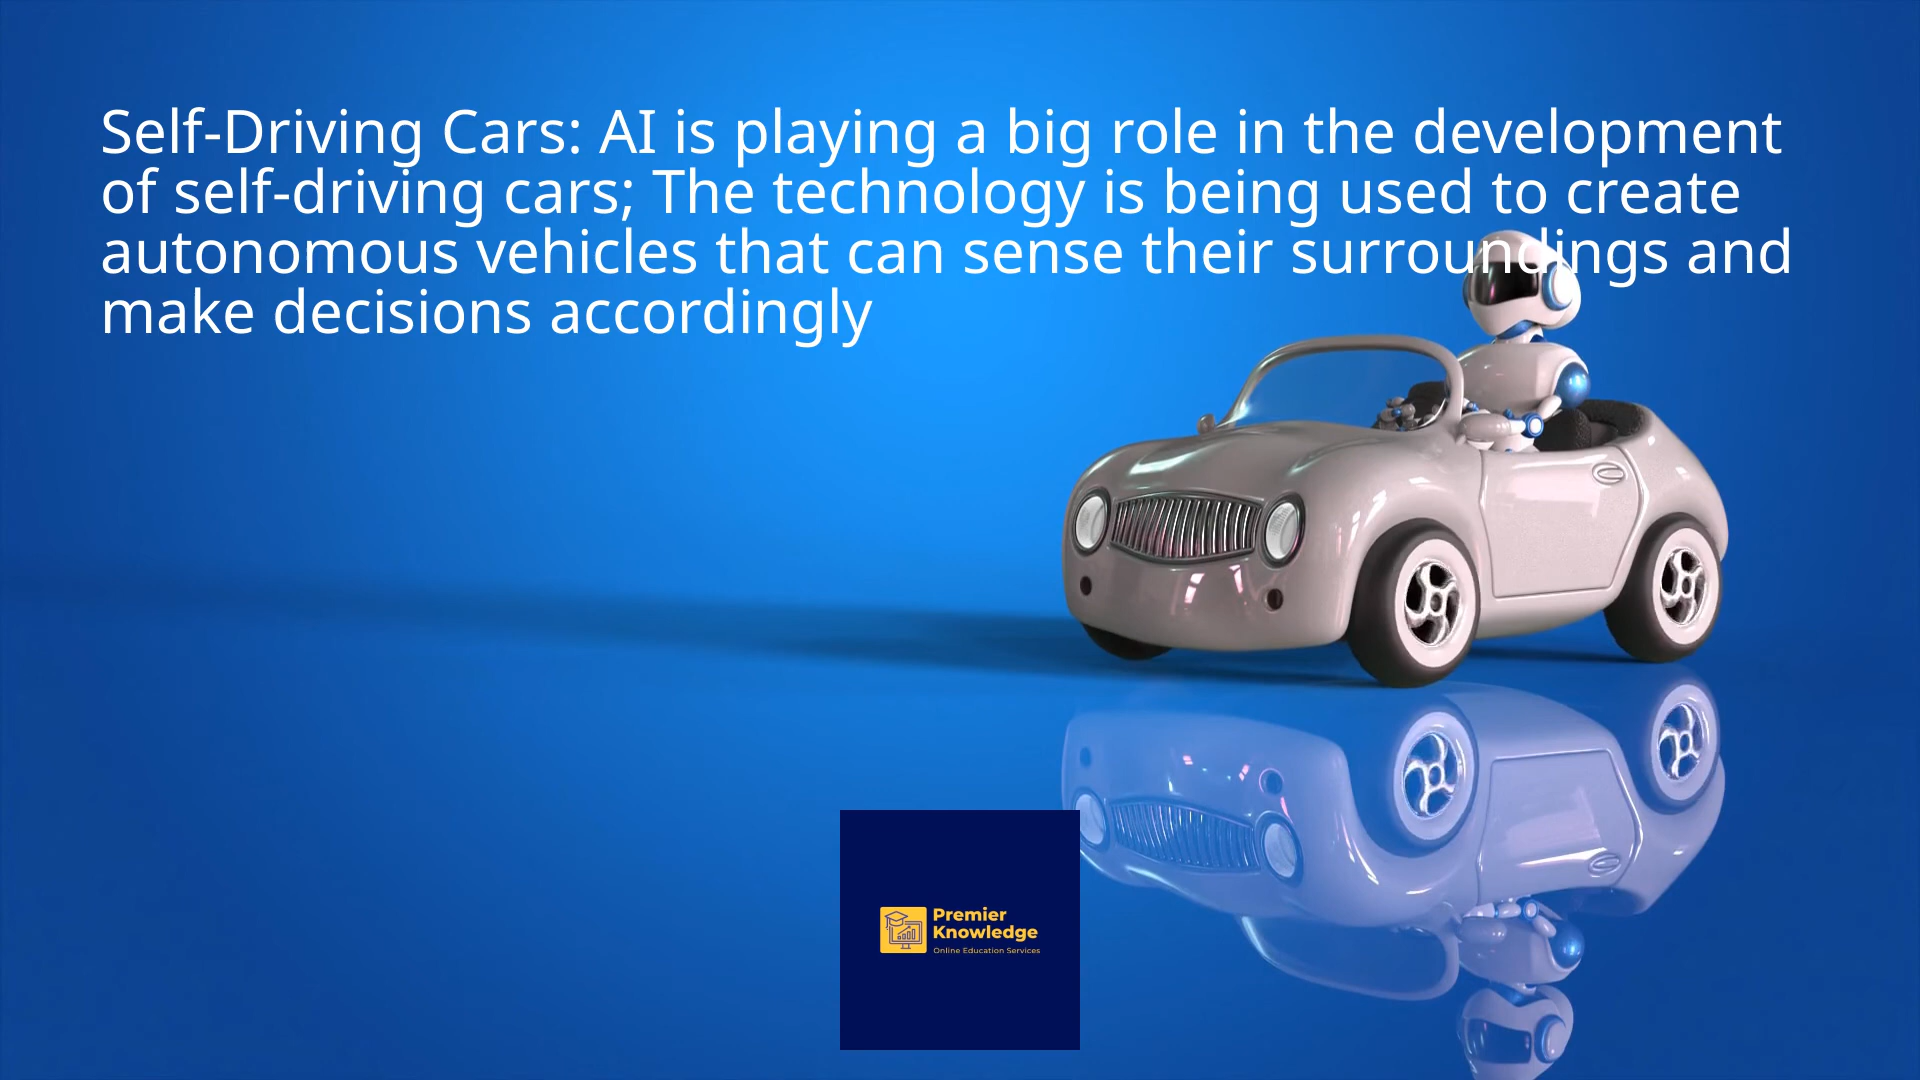 Self-Driving Cars: AI is playing a big role in the development
of self-driving cars; The technology is being used to create
autonomous vehicles that can sense their surroundings and
make decisions accordingly
Premier
Knowledge
Online Education Services